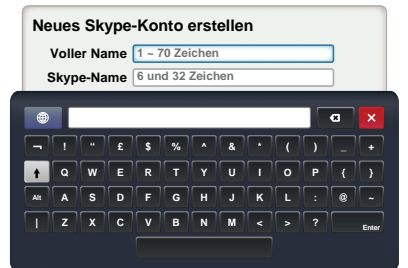 Neues Skype-Konto erstellen
Voller Name 1 ~ 70 Zeichen
Skype-Name 6 und 32 Zeichen
¬ ! " £ $ % ^ & * ( ) _ +
Q W E R T Y U I O P { }
Alt A S D F G H J K L : @ ~
| Z X C V B N M < > ? Enter